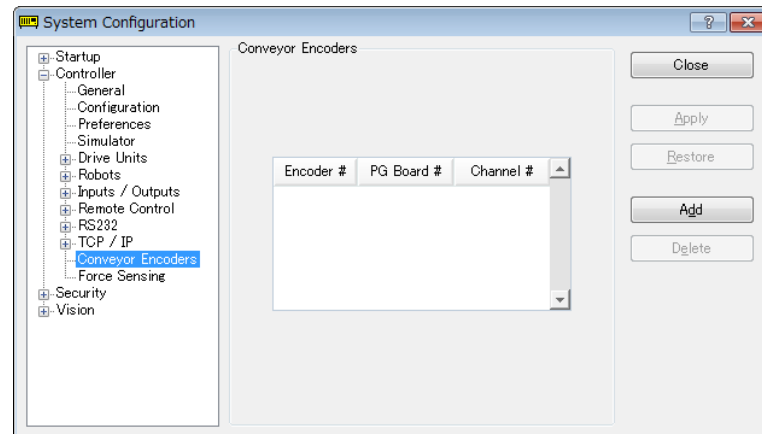 System Configuration
Startup
Controller
General
Configuration
Preferences
Simulator
Drive Units
Robots
Inputs / Outputs
Remote Control
RS232
TCP / IP
Conveyor Encoders
Force Sensing
Security
Vision
Conveyor Encoders
Encoder # PG Board # Channel #
Close
Apply
Restore
Add
Delete